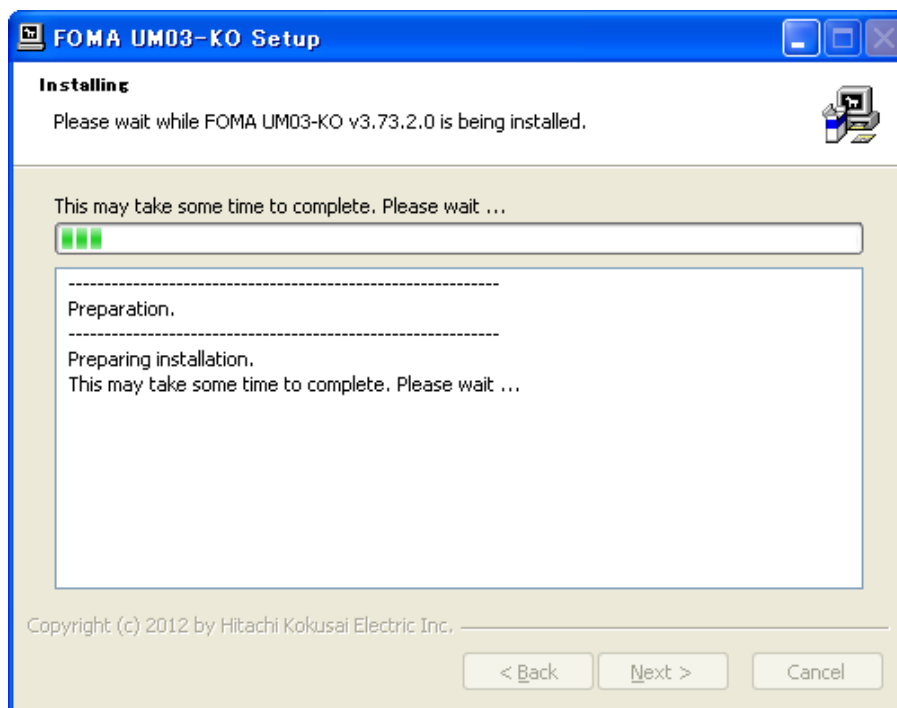 FOMA UM03-KO Setup
Installing
Please wait while FOMA UM03-KO v3.73.2.0 is being installed.
This may take some time to complete. Please wait ...
------------------------------------------------------------
Preparation.
------------------------------------------------------------
Preparing installation.
This may take some time to complete. Please wait ...
Copyright (c) 2012 by Hitachi Kokusai Electric Inc.
< Back
Next >
Cancel